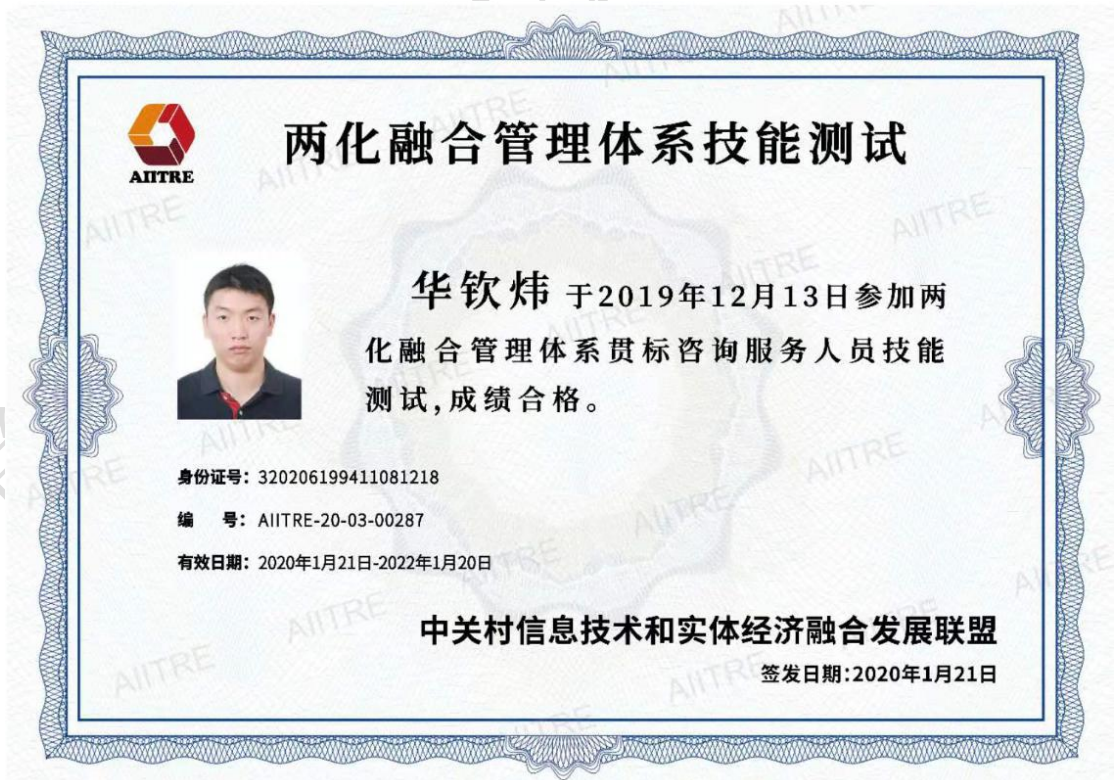 AIITRE
两化融合管理体系技能测试
华钦炜 于2019年12月13日参加两
化融合管理体系贯标咨询服务人员技能
测试,成绩合格。
身份证号：320206199411081218
编 号：AIITRE-20-03-00287
有效日期：2020年1月21日-2022年1月20日
中关村信息技术和实体经济融合发展联盟
签发日期:2020年1月21日